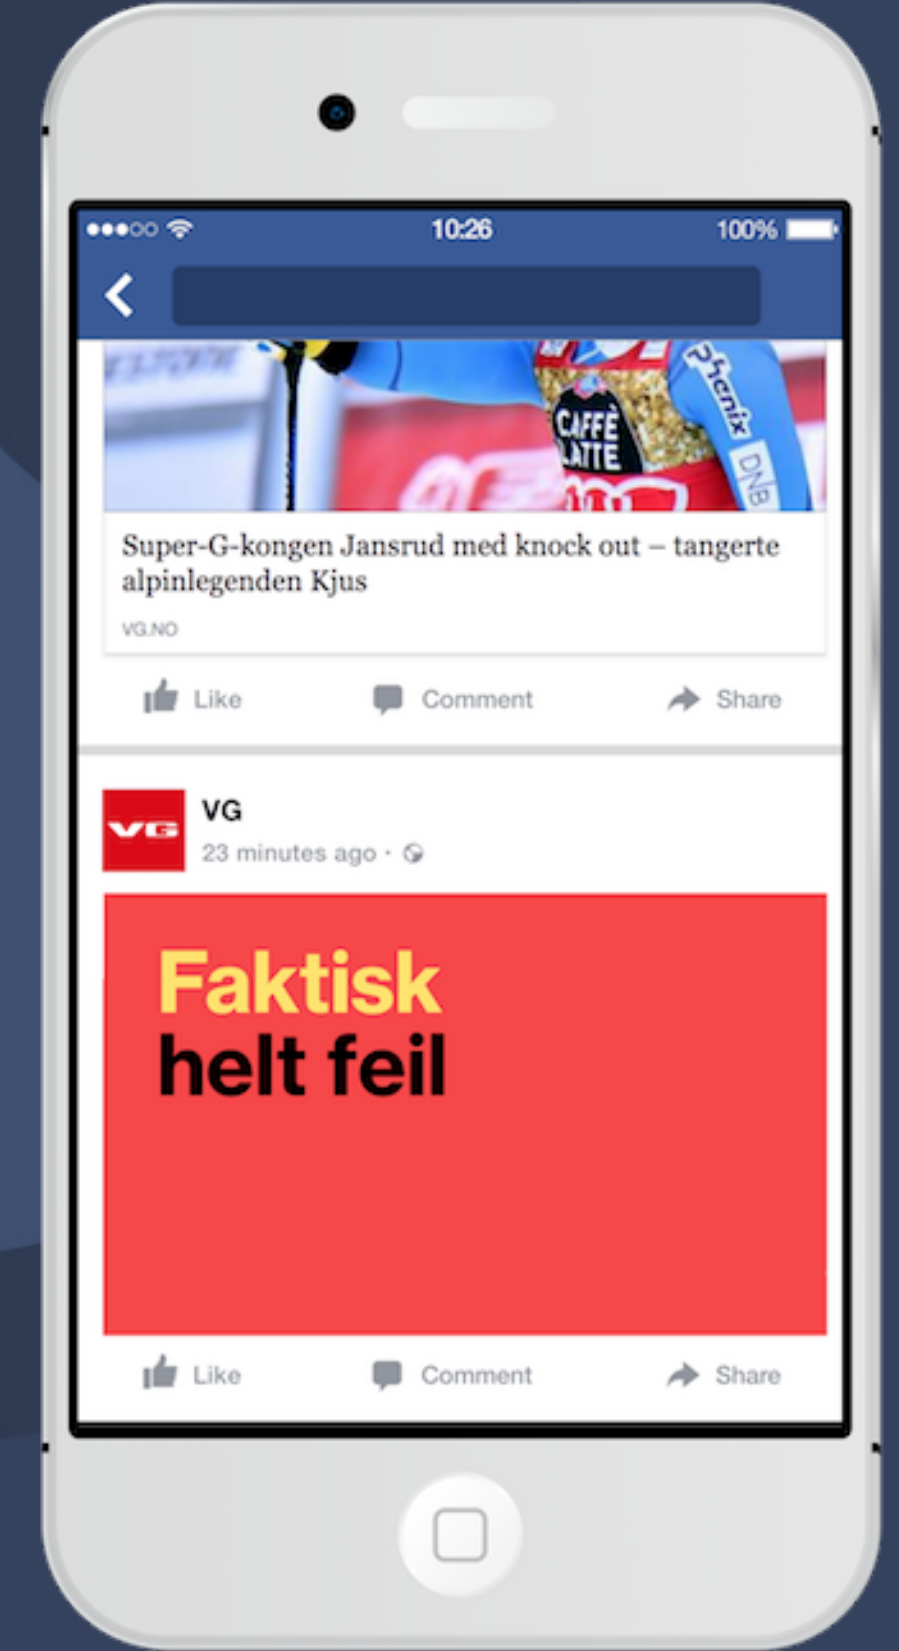 10:26
100%
phenix
CAFFÈ
LATTE
DNB
Super-G-kongen Jansrud med knock out – tangerte
alpinlegenden Kjus
VG.NO
Like Comment Share
VG
VG
23 minutes ago ·
Faktisk
helt feil
Like Comment Share